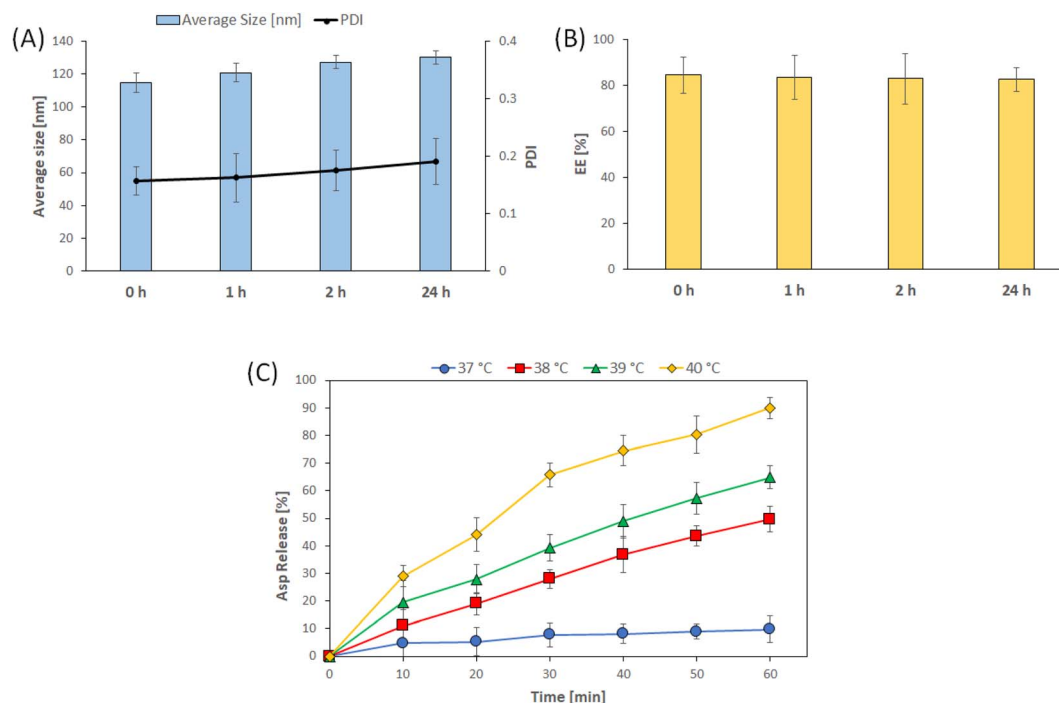 Average Size [nm] PDI
(A)
140
120
100
80
60
40
20
0
Average size [nm]
0.4
0.3
0.2
0.1
0
PDI
0 h 1 h 2 h 24 h
(B)
100
80
60
40
20
0
EE [%]
0 h 1 h 2 h 24 h
(C)
37 °C 38 °C 39 °C 40 °C
100
90
80
70
60
50
40
30
20
10
0
Asp Release [%]
0 10 20 30 40 50 60
Time [min]